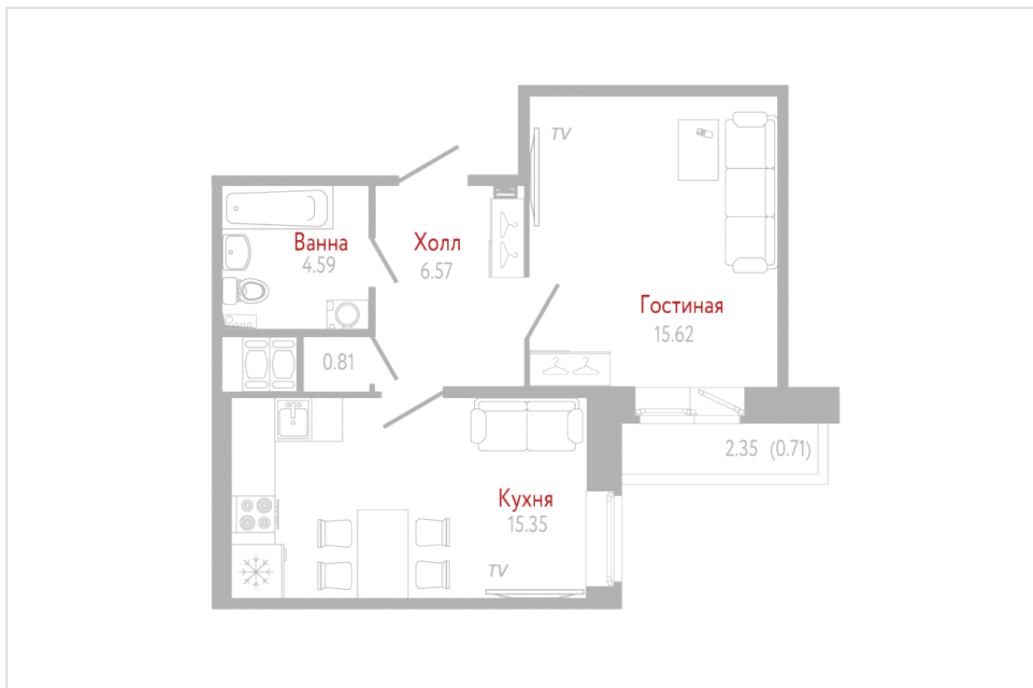 TV
Ванна
4.59
Холл
6.57
Гостиная
15.62
0.81
2.35 (0.71)
Кухня
15.35
TV